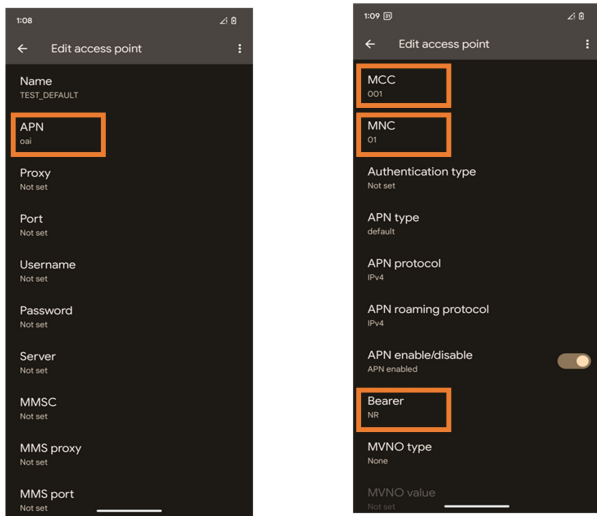 1:08
Edit access point
Name
TEST_DEFAULT
APN
oai
Proxy
Not set
Port
Not set
Username
Not set
Password
Not set
Server
Not set
MMSC
Not set
MMS proxy
Not set
MMS port
Not set
1:09
Edit access point
MCC
001
MNC
01
Authentication type
Not set
APN type
default
APN protocol
IPv4
APN roaming protocol
IPv4
APN enable/disable
APN enabled
Bearer
NR
MVNO type
None
MVNO value
Not set